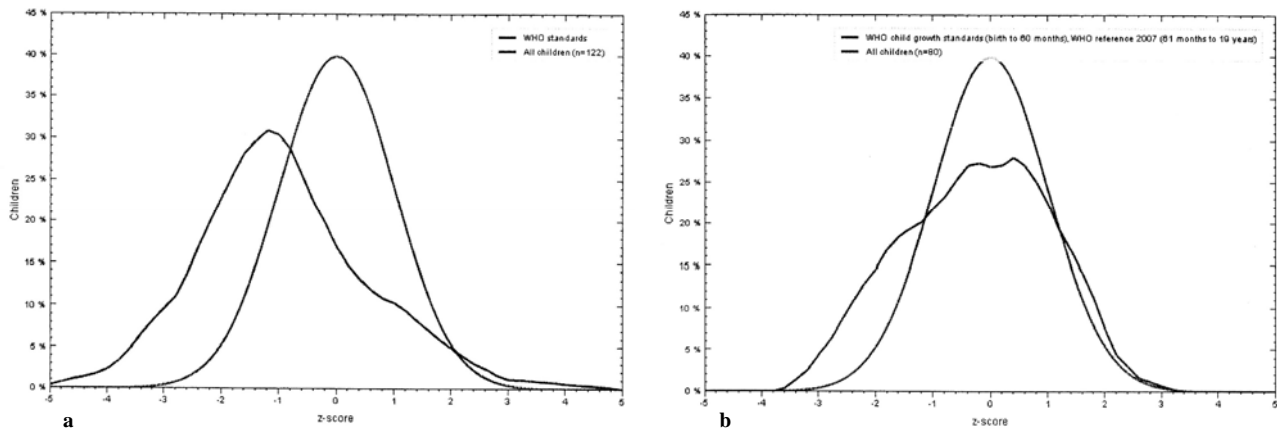 45 %
40 %
35 %
30 %
25 %
20 %
15 %
10 %
5 %
0 %
Children
WHO standards
All children (n=122)
-5 -4 -3 -2 -1 0 1 2 3 4 5
z-score
a
45 %
40 %
35 %
30 %
25 %
20 %
15 %
10 %
5 %
0 %
Children
WHO child growth standards (birth to 60 months), WHO reference 2007 (61 months to 19 years)
All children (n=80)
-5 -4 -3 -2 -1 0 1 2 3 4 5
z-score
b